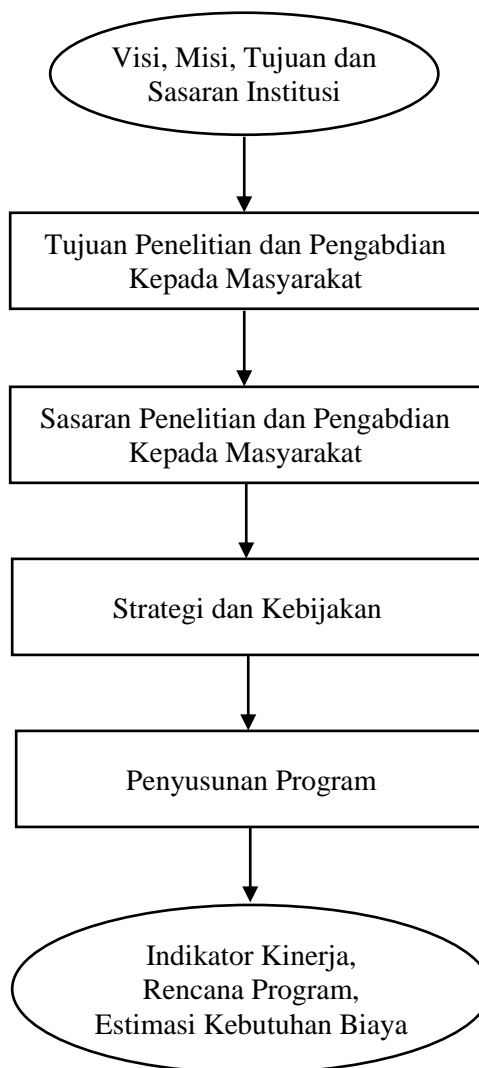 Visi, Misi, Tujuan dan
Sasaran Institusi
Tujuan Penelitian dan Pengabdian
Kepada Masyarakat
Sasaran Penelitian dan Pengabdian
Kepada Masyarakat
Strategi dan Kebijakan
Penyusunan Program
Indikator Kinerja,
Rencana Program,
Estimasi Kebutuhan Biaya